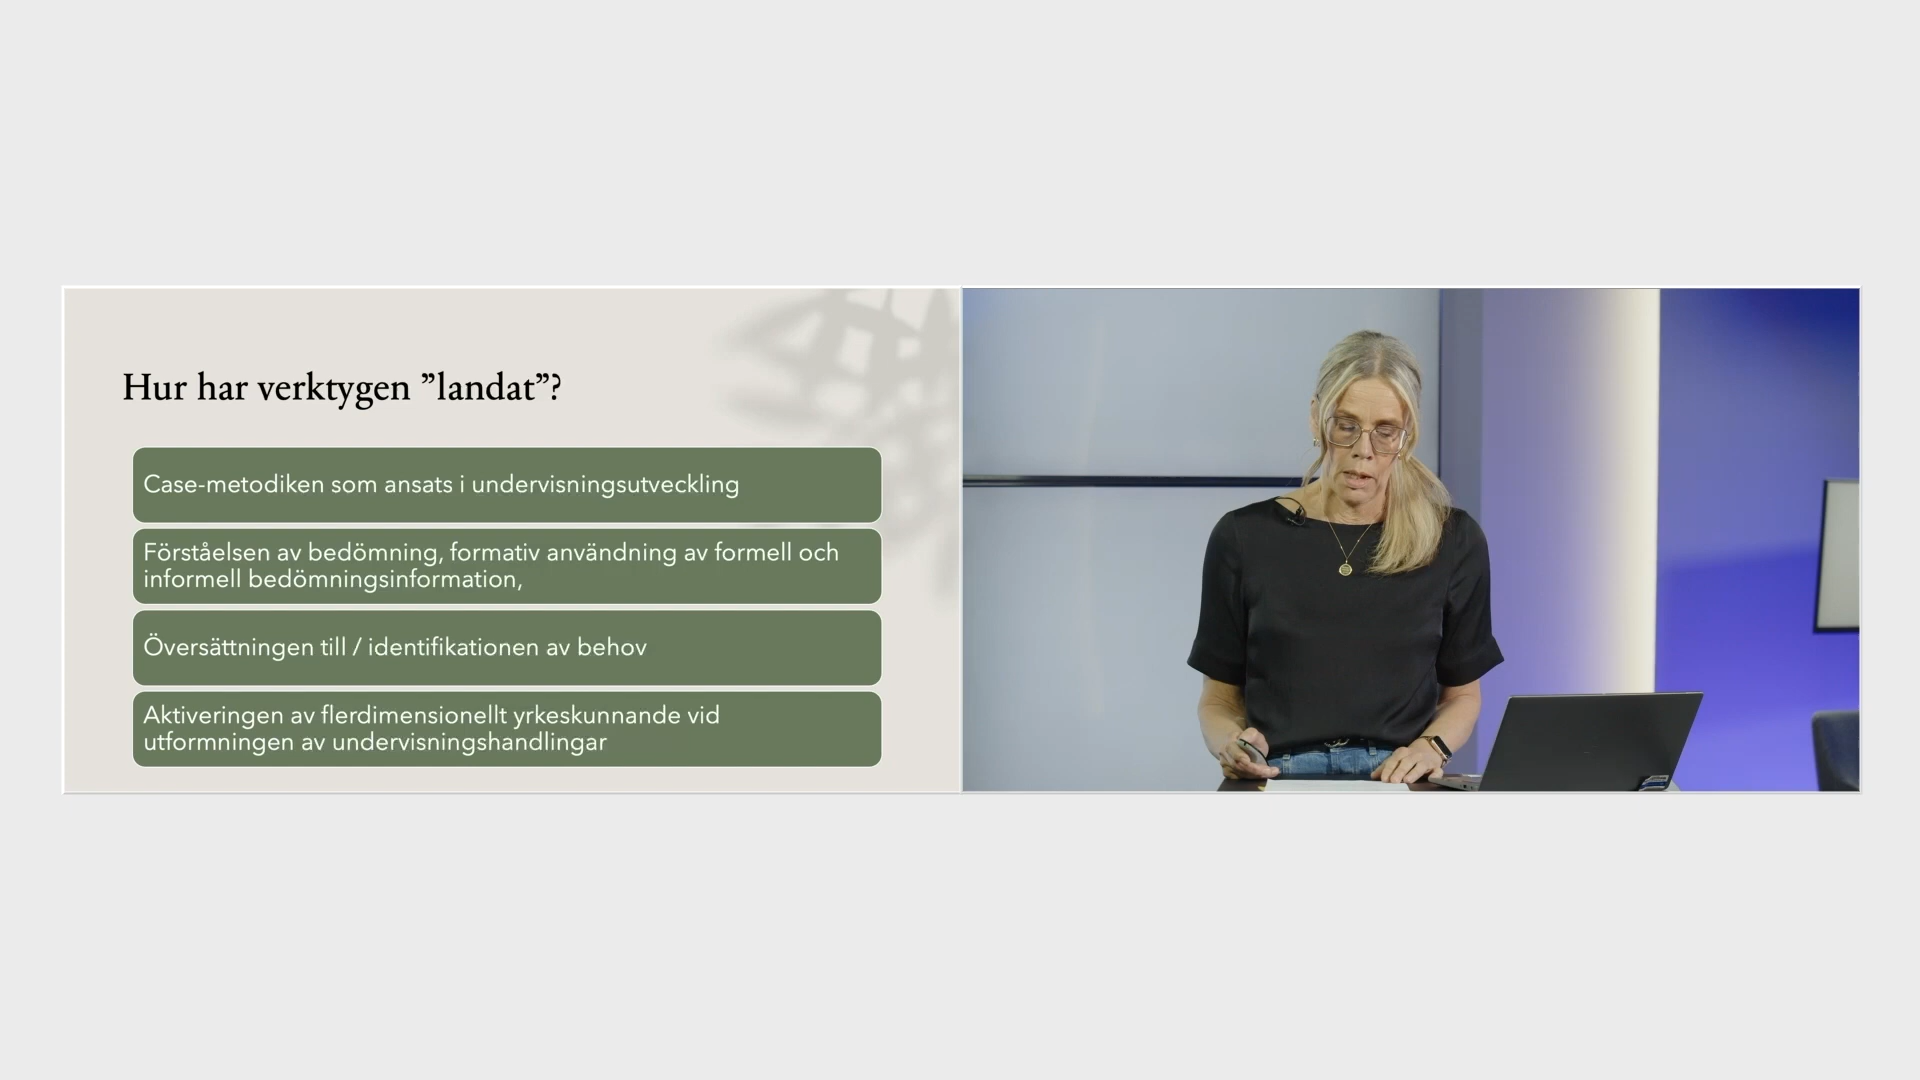 Hur har verktygen ”landat”?
Case-metodiken som ansats i undervisningsutveckling
Förståelsen av bedömning, formativ användning av formell och
informell bedömningsinformation,
Översättningen till / identifikationen av behov
Aktiveringen av flerdimensionellt yrkeskunnande vid
utformningen av undervisningshandlingar